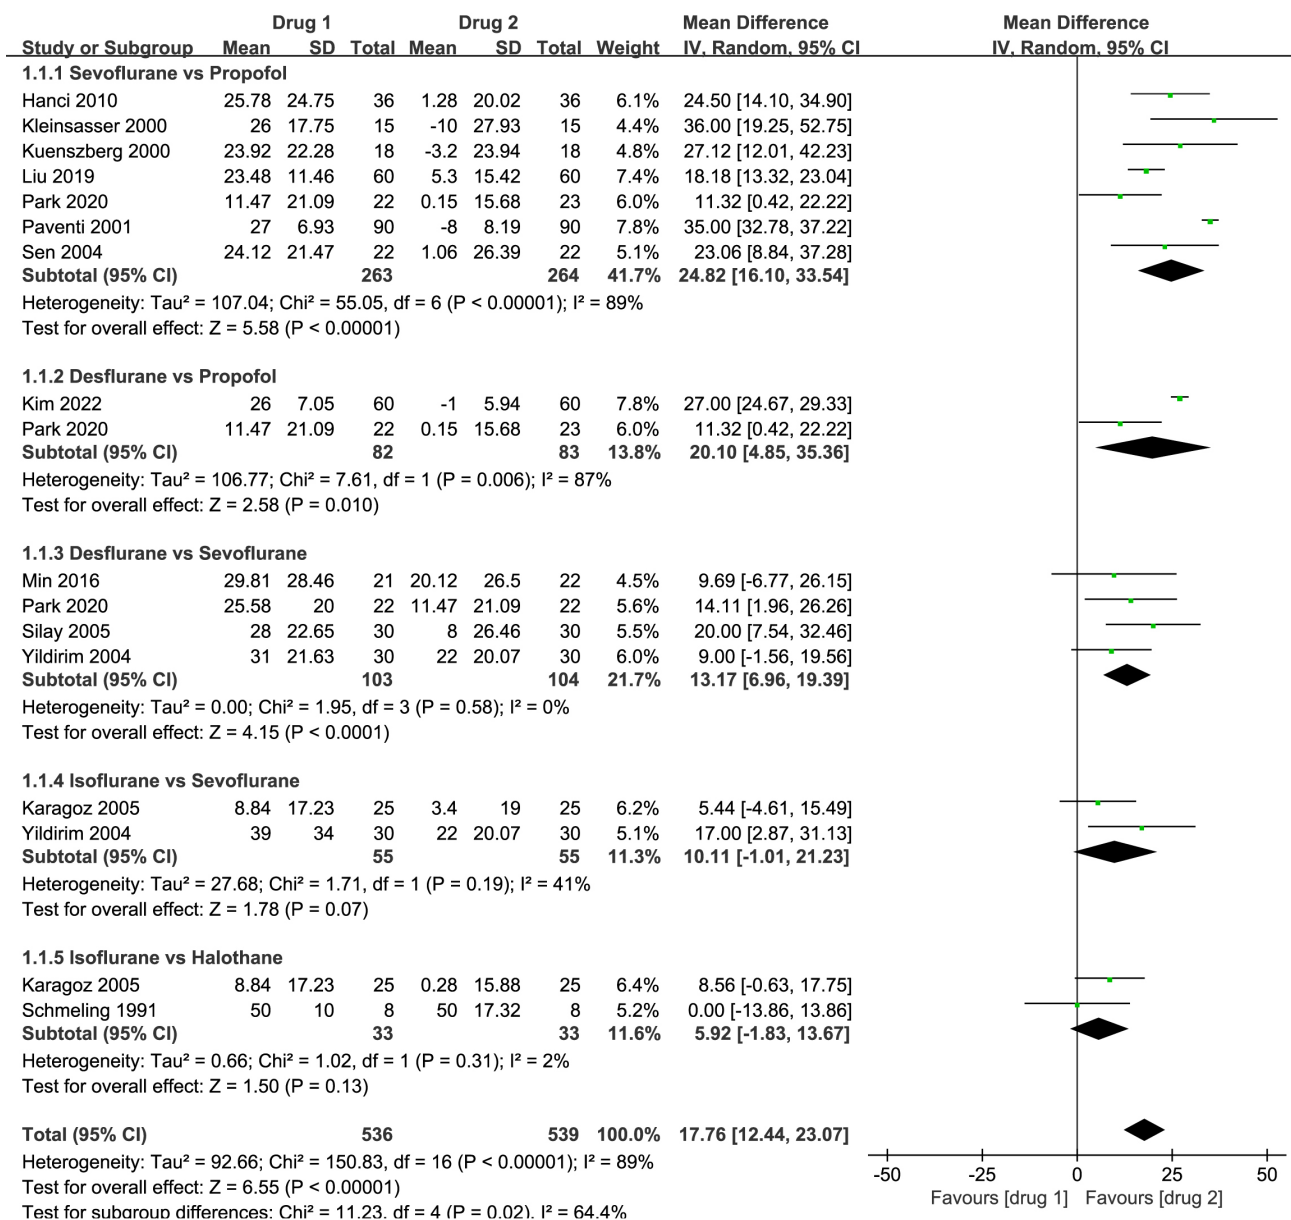 Drug 1 Drug 2 Mean Difference Mean Difference
Study or Subgroup Mean SD Total Mean SD Total Weight IV, Random, 95% CI IV, Random, 95% CI
1.1.1 Sevoflurane vs Propofol
Hanci 2010 25.78 24.75 36 1.28 20.02 36 6.1% 24.50 [14.10, 34.90]
Kleinsasser 2000 26 17.75 15 -10 27.93 15 4.4% 36.00 [19.25, 52.75]
Kuenszberg 2000 23.92 22.28 18 -3.2 23.94 18 4.8% 27.12 [12.01, 42.23]
Liu 2019 23.48 11.46 60 5.3 15.42 60 7.4% 18.18 [13.32, 23.04]
Park 2020 11.47 21.09 22 0.15 15.68 23 6.0% 11.32 [0.42, 22.22]
Paventi 2001 27 6.93 90 -8 8.19 90 7.8% 35.00 [32.78, 37.22]
Sen 2004 24.12 21.47 22 1.06 26.39 22 5.1% 23.06 [8.84, 37.28]
Subtotal (95% CI) 263 264 41.7% 24.82 [16.10, 33.54]
Heterogeneity: Tau² = 107.04; Chi² = 55.05, df = 6 (P < 0.00001); I² = 89%
Test for overall effect: Z = 5.58 (P < 0.00001)
1.1.2 Desflurane vs Propofol
Kim 2022 26 7.05 60 -1 5.94 60 7.8% 27.00 [24.67, 29.33]
Park 2020 11.47 21.09 22 0.15 15.68 23 6.0% 11.32 [0.42, 22.22]
Subtotal (95% CI) 82 83 13.8% 20.10 [4.85, 35.36]
Heterogeneity: Tau² = 106.77; Chi² = 7.61, df = 1 (P = 0.006); I² = 87%
Test for overall effect: Z = 2.58 (P = 0.010)
1.1.3 Desflurane vs Sevoflurane
Min 2016 29.81 28.46 21 20.12 26.5 22 4.5% 9.69 [-6.77, 26.15]
Park 2020 25.58 20 22 11.47 21.09 22 5.6% 14.11 [1.96, 26.26]
Silay 2005 28 22.65 30 8 26.46 30 5.5% 20.00 [7.54, 32.46]
Yildirim 2004 31 21.63 30 22 20.07 30 6.0% 9.00 [-1.56, 19.56]
Subtotal (95% CI) 103 104 21.7% 13.17 [6.96, 19.39]
Heterogeneity: Tau² = 0.00; Chi² = 1.95, df = 3 (P = 0.58); I² = 0%
Test for overall effect: Z = 4.15 (P < 0.0001)
1.1.4 Isoflurane vs Sevoflurane
Karagoz 2005 8.84 17.23 25 3.4 19 25 6.2% 5.44 [-4.61, 15.49]
Yildirim 2004 39 34 30 22 20.07 30 5.1% 17.00 [2.87, 31.13]
Subtotal (95% CI) 55 55 11.3% 10.11 [-1.01, 21.23]
Heterogeneity: Tau² = 27.68; Chi² = 1.71, df = 1 (P = 0.19); I² = 41%
Test for overall effect: Z = 1.78 (P = 0.07)
1.1.5 Isoflurane vs Halothane
Karagoz 2005 8.84 17.23 25 0.28 15.88 25 6.4% 8.56 [-0.63, 17.75]
Schmeling 1991 50 10 8 50 17.32 8 5.2% 0.00 [-13.86, 13.86]
Subtotal (95% CI) 33 33 11.6% 5.92 [-1.83, 13.67]
Heterogeneity: Tau² = 0.66; Chi² = 1.02, df = 1 (P = 0.31); I² = 2%
Test for overall effect: Z = 1.50 (P = 0.13)
Total (95% CI) 536 539 100.0% 17.76 [12.44, 23.07]
Heterogeneity: Tau² = 92.66; Chi² = 150.83, df = 16 (P < 0.00001); I² = 89%
Test for overall effect: Z = 6.55 (P < 0.00001)
Test for subgroup differences: Chi² = 11.23, df = 4 (P = 0.02), I² = 64.4%
-50 -25 0 25 50
Favours [drug 1] Favours [drug 2]